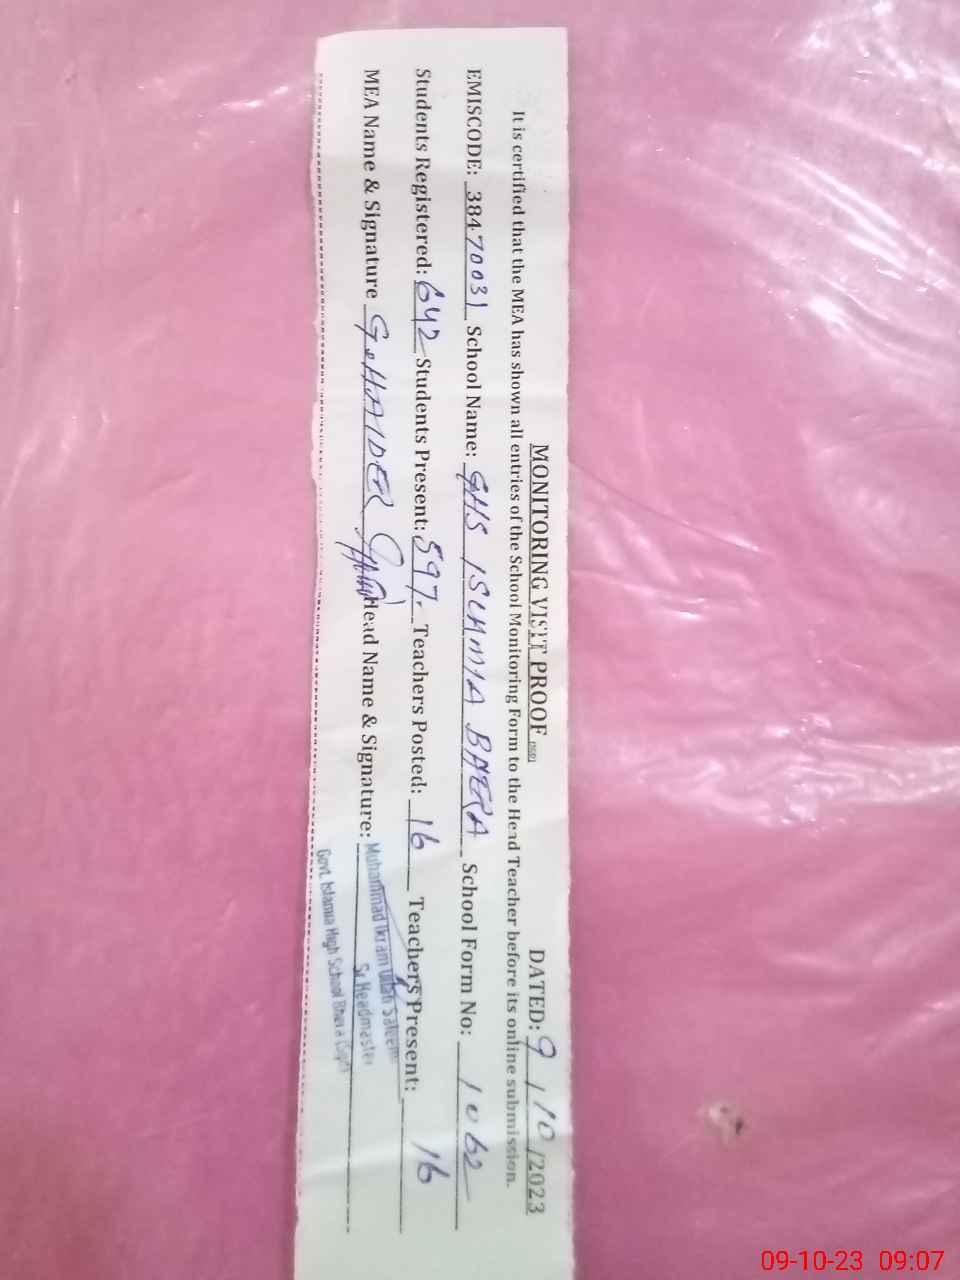 MONITORING VISIT PROOF DATED: 9/10/2023
It is certified that the MEA has shown all entries of the School Monitoring Form to the Head Teacher before its online submission.
EMISCODE: 38470031 School Name: GHS ISLAMIA BHERA School Form No: 1062
Students Registered: 642 Students Present: 597. Teachers Posted: 16 Teachers Present: 16
MEA Name & Signature G. HAIDER Head Name & Signature:
Muhammad Ikram Ullah Saleem
Sr Headmaster
Govt. Islamia High School Bhera
09-10-23 09:07